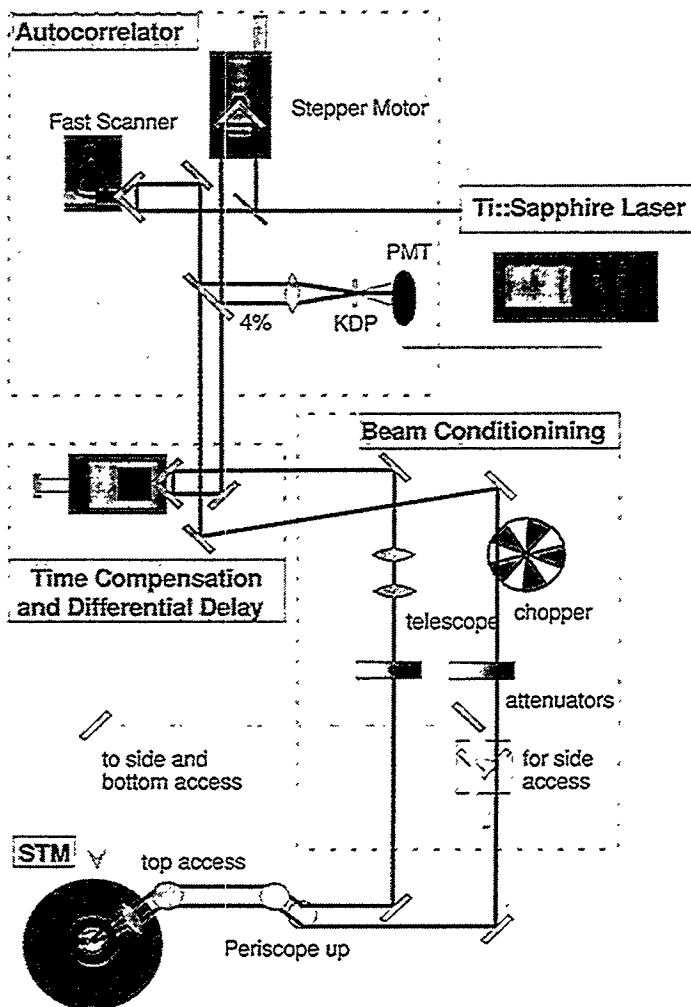 Autocorrelator
Fast Scanner
Stepper Motor
Ti::Sapphire Laser
PMT
4%
KDP
Beam Conditionining
Time Compensation
and Differential Delay
telescope
chopper
attenuators
to side and
bottom access
for side
access
STM
top access
Periscope up